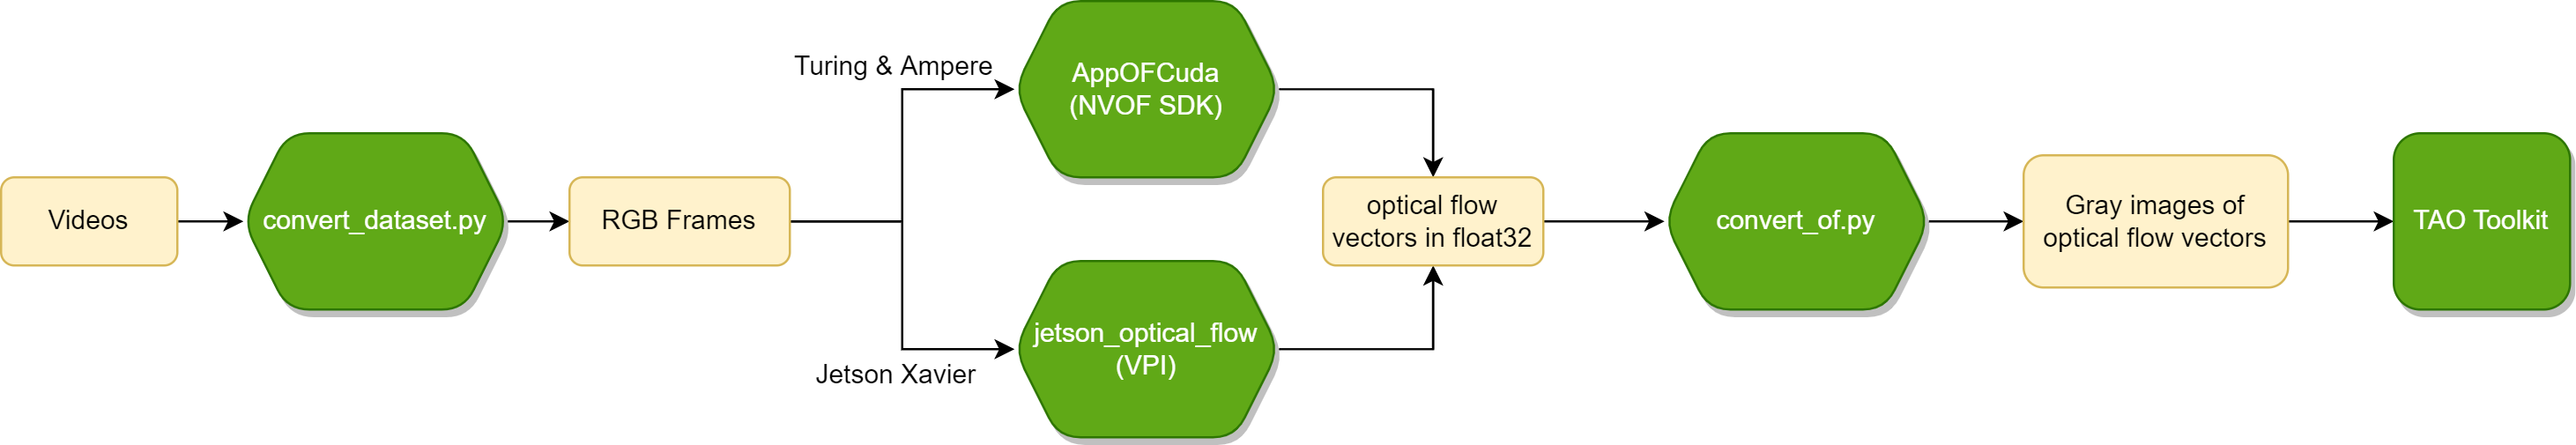 Videos
convert_dataset.py
RGB Frames
Turing & Ampere
AppOFCuda
(NVOF SDK)
Jetson Xavier
jetson_optical_flow
(VPI)
optical flow
vectors in float32
convert_of.py
Gray images of
optical flow vectors
TAO Toolkit